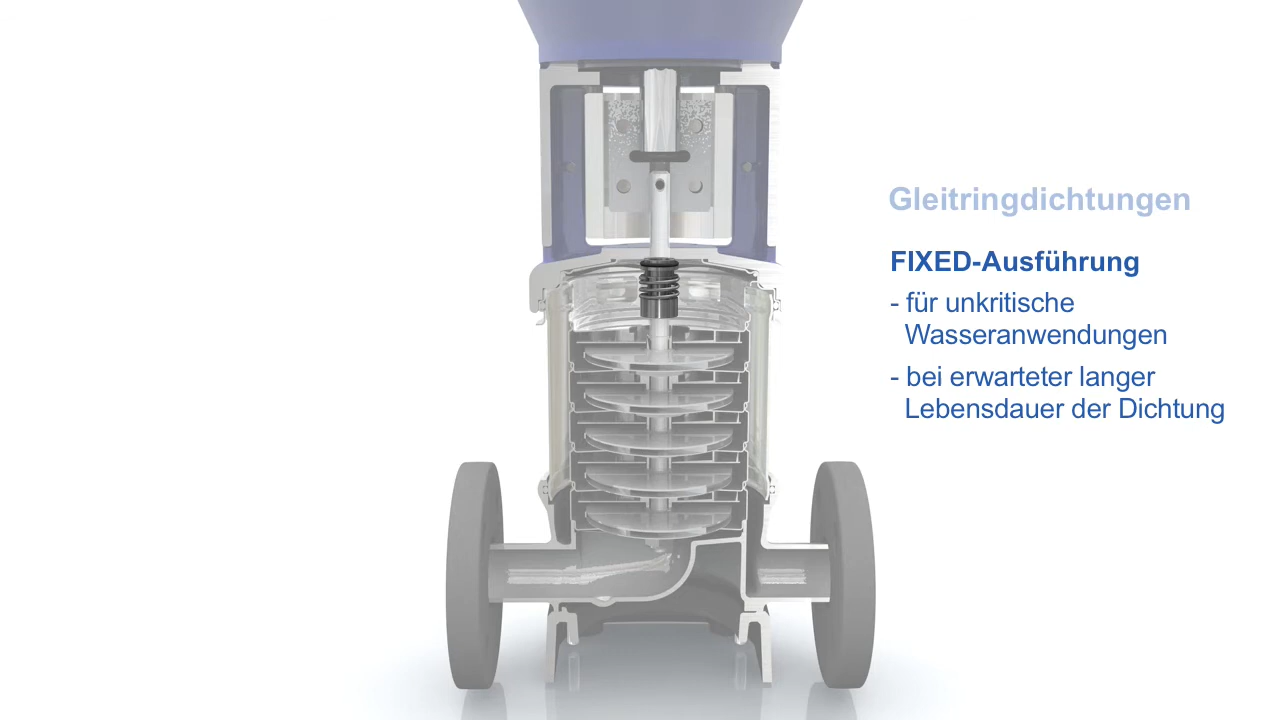 Gleitringdichtungen
FIXED-Ausführung
- für unkritische
Wasseranwendungen
- bei erwarteter langer
Lebensdauer der Dichtung